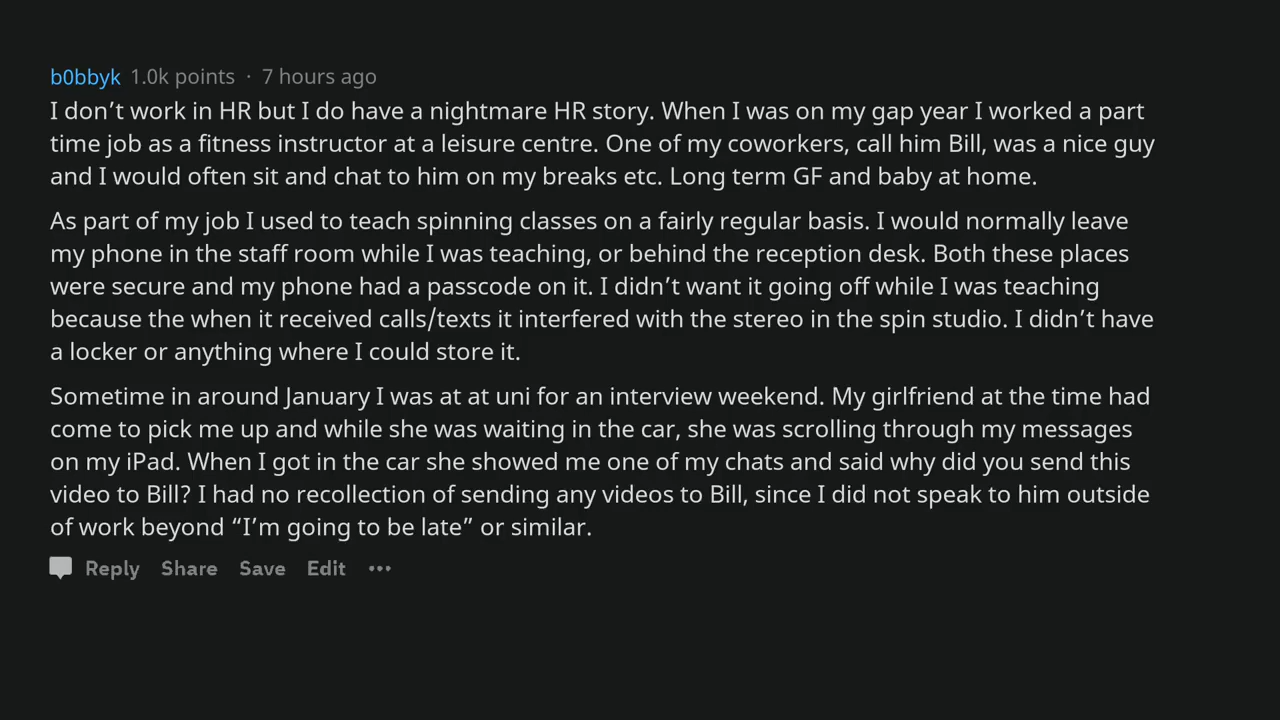 b0bbyk 1.0k points · 7 hours ago
I don’t work in HR but I do have a nightmare HR story. When I was on my gap year I worked a part
time job as a fitness instructor at a leisure centre. One of my coworkers, call him Bill, was a nice guy
and I would often sit and chat to him on my breaks etc. Long term GF and baby at home.
As part of my job I used to teach spinning classes on a fairly regular basis. I would normally leave
my phone in the staff room while I was teaching, or behind the reception desk. Both these places
were secure and my phone had a passcode on it. I didn’t want it going off while I was teaching
because the when it received calls/texts it interfered with the stereo in the spin studio. I didn’t have
a locker or anything where I could store it.
Sometime in around January I was at at uni for an interview weekend. My girlfriend at the time had
come to pick me up and while she was waiting in the car, she was scrolling through my messages
on my iPad. When I got in the car she showed me one of my chats and said why did you send this
video to Bill? I had no recollection of sending any videos to Bill, since I did not speak to him outside
of work beyond “I’m going to be late” or similar.
Reply Share Save Edit •••